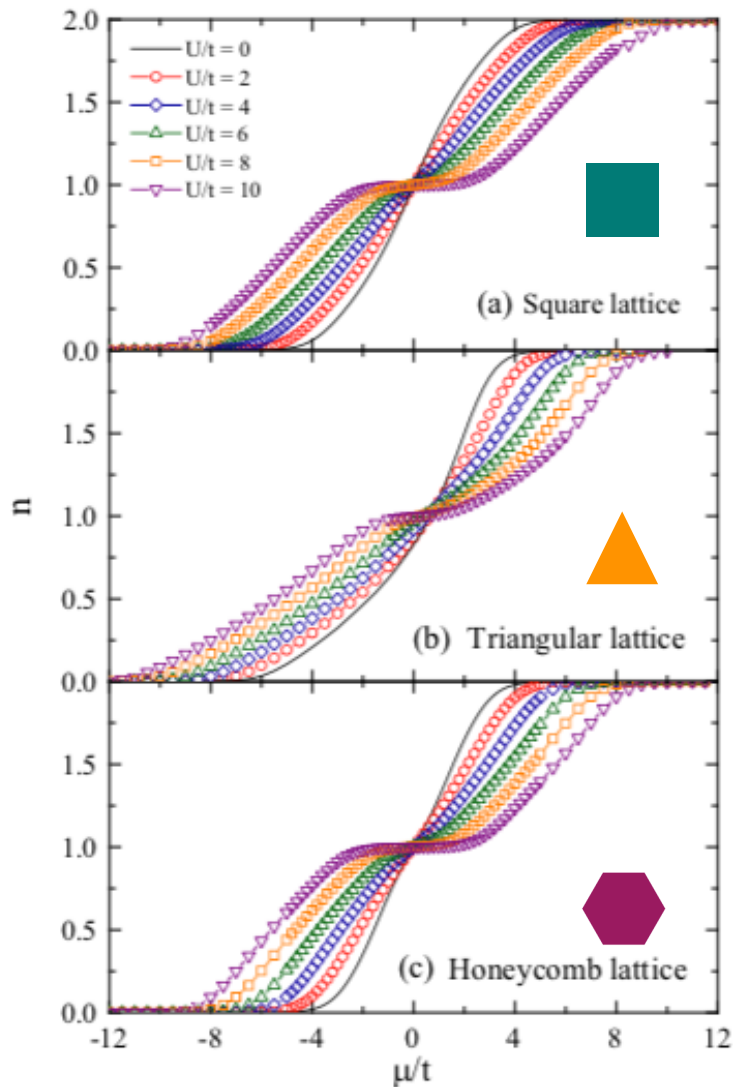 2.0
U/t = 0
U/t = 2
U/t = 4
U/t = 6
U/t = 8
U/t = 10
1.5
1.0
0.5
(a) Square lattice
0.0
1.5
n
1.0
0.5
(b) Triangular lattice
0.0
1.5
1.0
0.5
(c) Honeycomb lattice
0.0
-12 -8 -4 0 4 8 12
μ/t